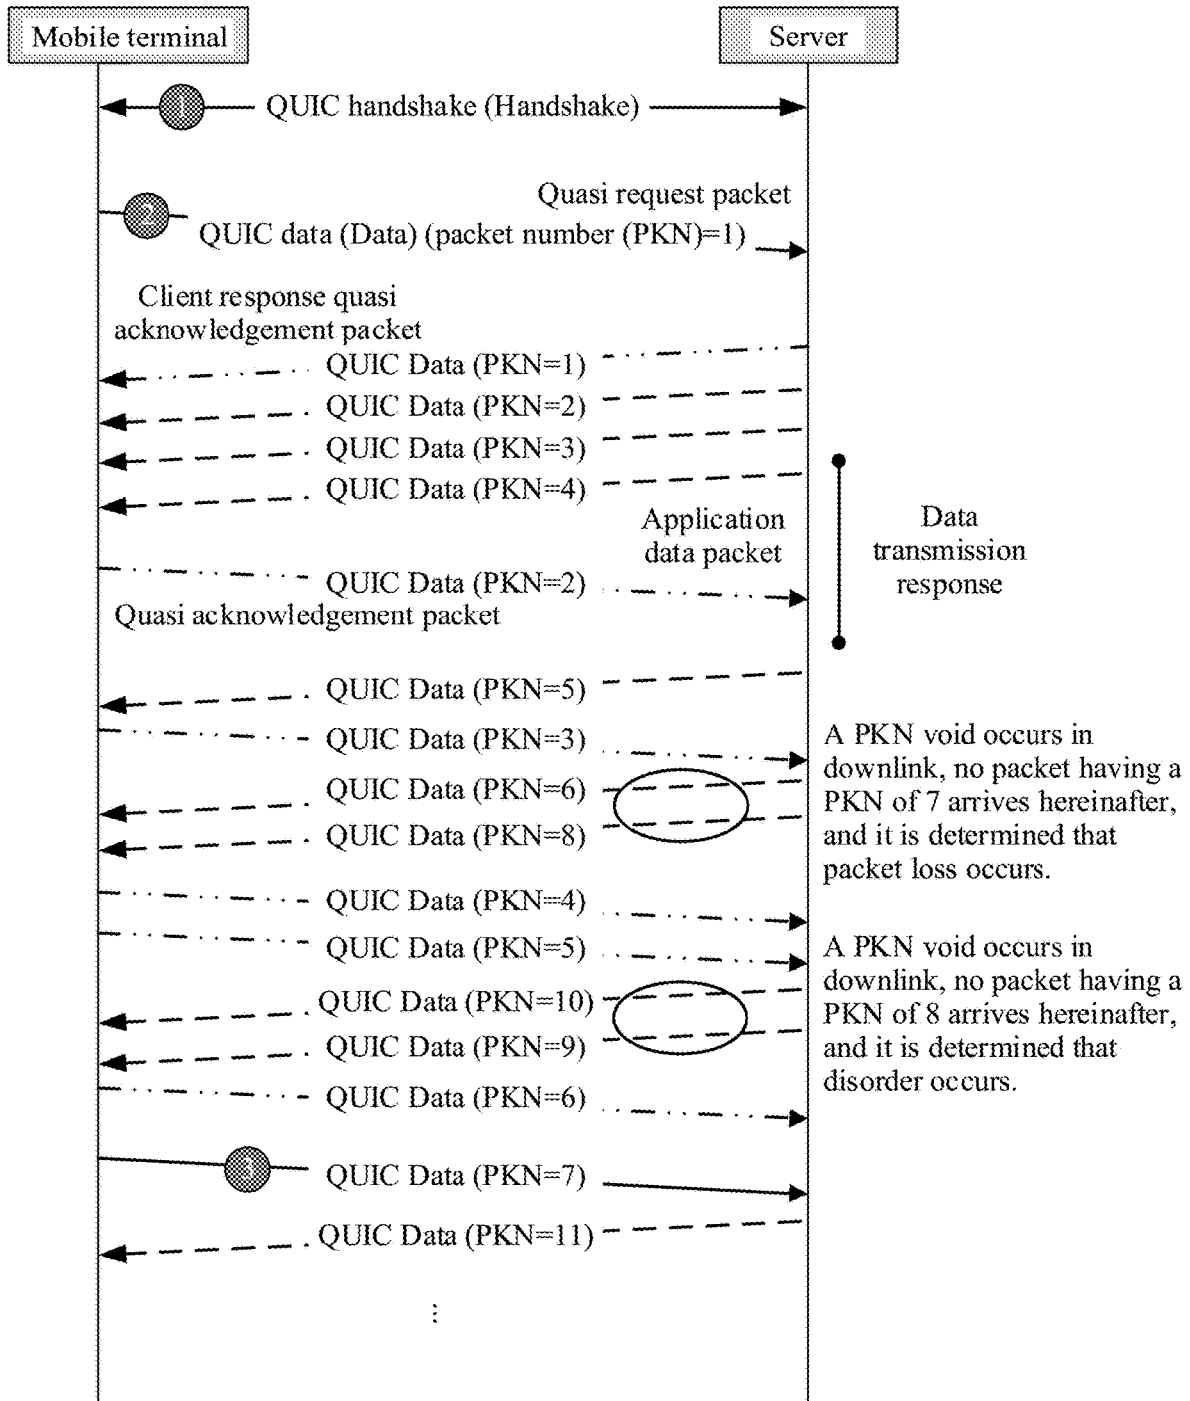 Mobile terminal
Server
1
QUIC handshake (Handshake)
Quasi request packet
2
QUIC data (Data) (packet number (PKN)=1)
Client response quasi
acknowledgement packet
QUIC Data (PKN=1)
QUIC Data (PKN=2)
QUIC Data (PKN=3)
QUIC Data (PKN=4)
Application
data packet
Data
transmission
response
QUIC Data (PKN=2)
Quasi acknowledgement packet
QUIC Data (PKN=5)
QUIC Data (PKN=3)
QUIC Data (PKN=6)
QUIC Data (PKN=8)
A PKN void occurs in
downlink, no packet having a
PKN of 7 arrives hereinafter,
and it is determined that
packet loss occurs.
QUIC Data (PKN=4)
QUIC Data (PKN=5)
QUIC Data (PKN=10)
QUIC Data (PKN=9)
A PKN void occurs in
downlink, no packet having a
PKN of 8 arrives hereinafter,
and it is determined that
disorder occurs.
QUIC Data (PKN=6)
3
QUIC Data (PKN=7)
QUIC Data (PKN=11)
⋮